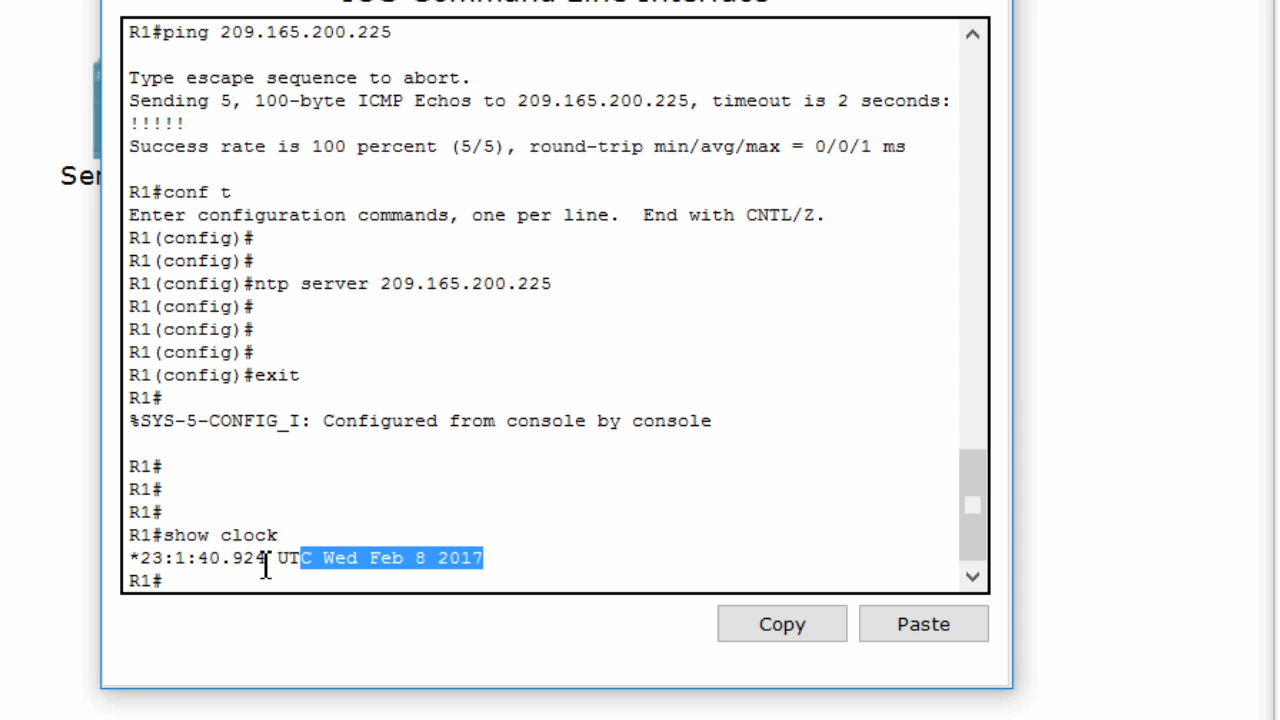 IOS Command Line Interface
R1#ping 209.165.200.225
Type escape sequence to abort.
Sending 5, 100-byte ICMP Echos to 209.165.200.225, timeout is 2 seconds:
!!!!!
Success rate is 100 percent (5/5), round-trip min/avg/max = 0/0/1 ms
Ser
R1#conf t
Enter configuration commands, one per line.  End with CNTL/Z.
R1(config)#
R1(config)#
R1(config)#ntp server 209.165.200.225
R1(config)#
R1(config)#
R1(config)#
R1(config)#exit
R1#
%SYS-5-CONFIG_I: Configured from console by console
R1#
R1#
R1#
R1#show clock
*23:1:40.924 UTC Wed Feb 8 2017
R1#
Copy Paste